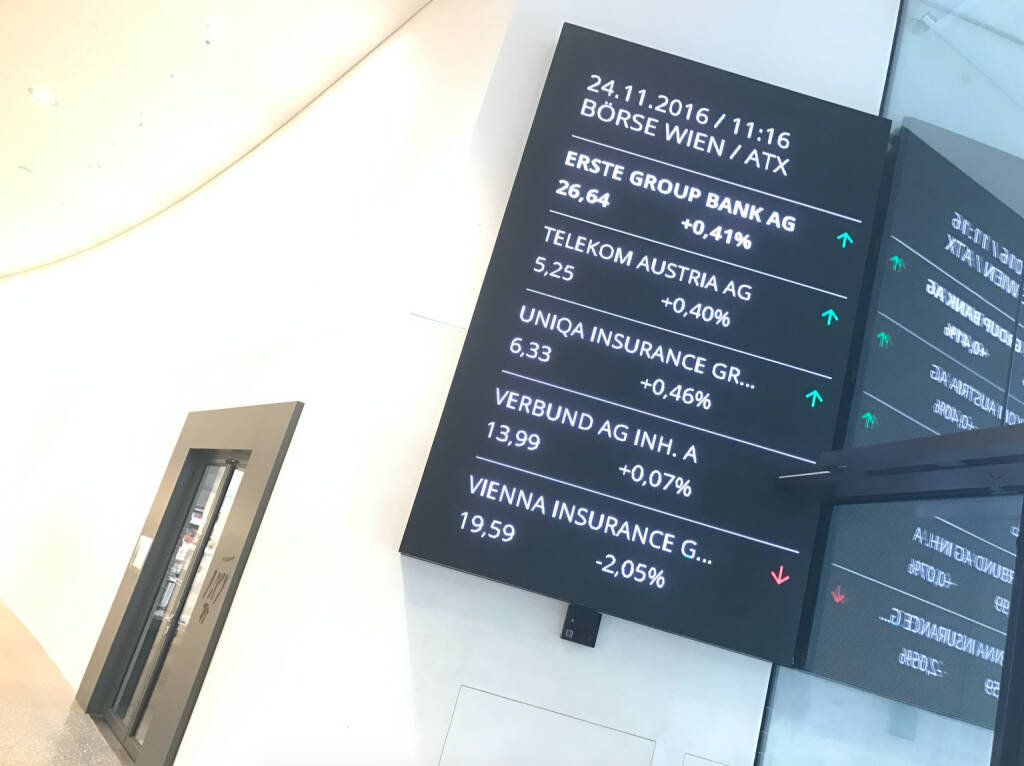 24.11.2016 / 11:16
BÖRSE WIEN / ATX
ERSTE GROUP BANK AG
26,64 +0,41%
TELEKOM AUSTRIA AG
5,25 +0,40%
UNIQA INSURANCE GR...
6,33 +0,46%
VERBUND AG INH. A
13,99 +0,07%
VIENNA INSURANCE G...
19,59 -2,05%